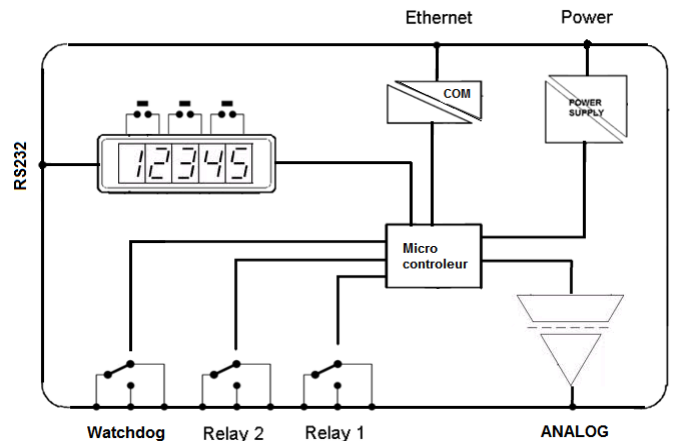 Ethernet
Power
COM
POWER
SUPPLY
RS232
12345
Micro
controleur
Watchdog
Relay 2
Relay 1
ANALOG